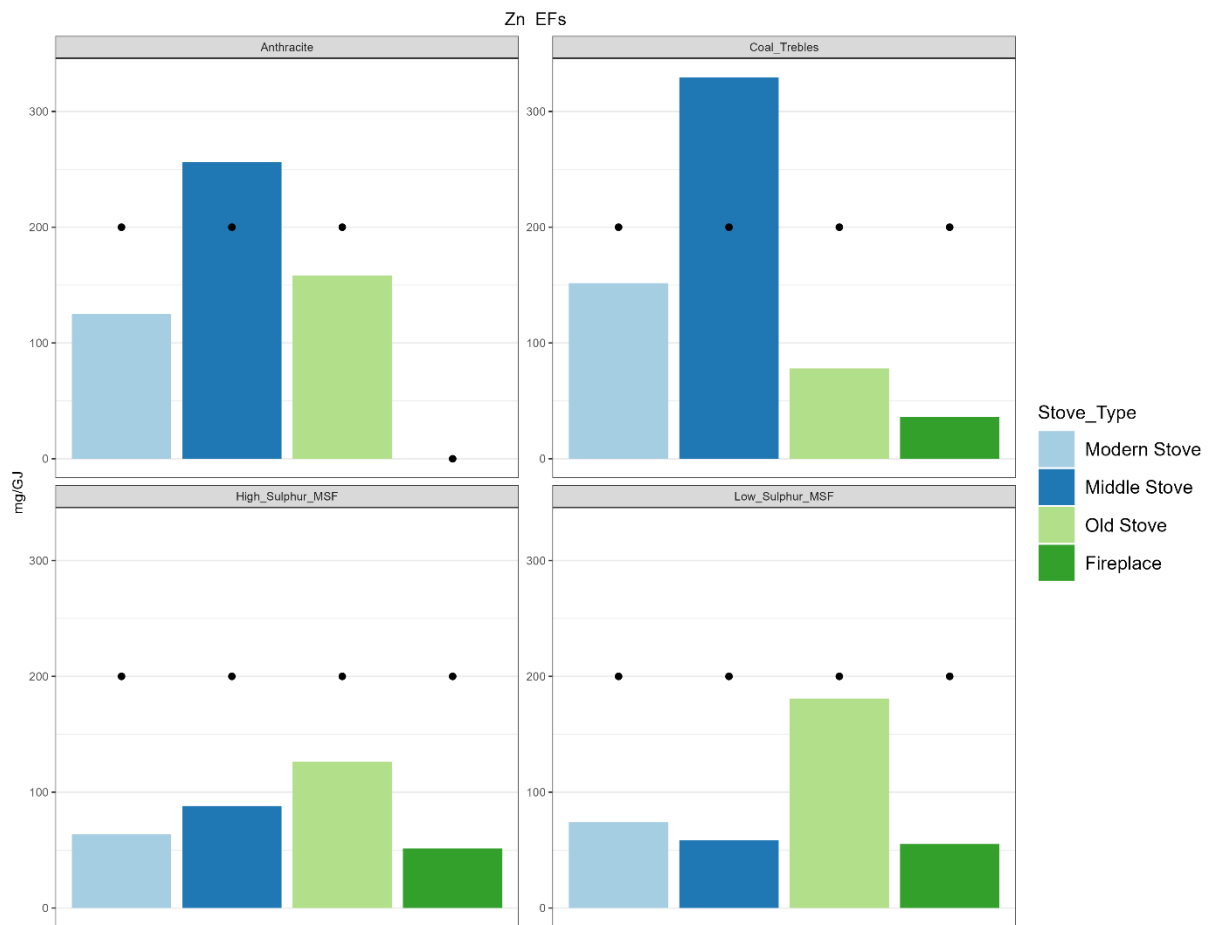 Zn EFs
Anthracite
Coal_Trebles
300
200
100
0
300
200
100
0
mg/GJ
High_Sulphur_MSF
Low_Sulphur_MSF
300
200
100
0
300
200
100
0
Stove_Type
Modern Stove
Middle Stove
Old Stove
Fireplace